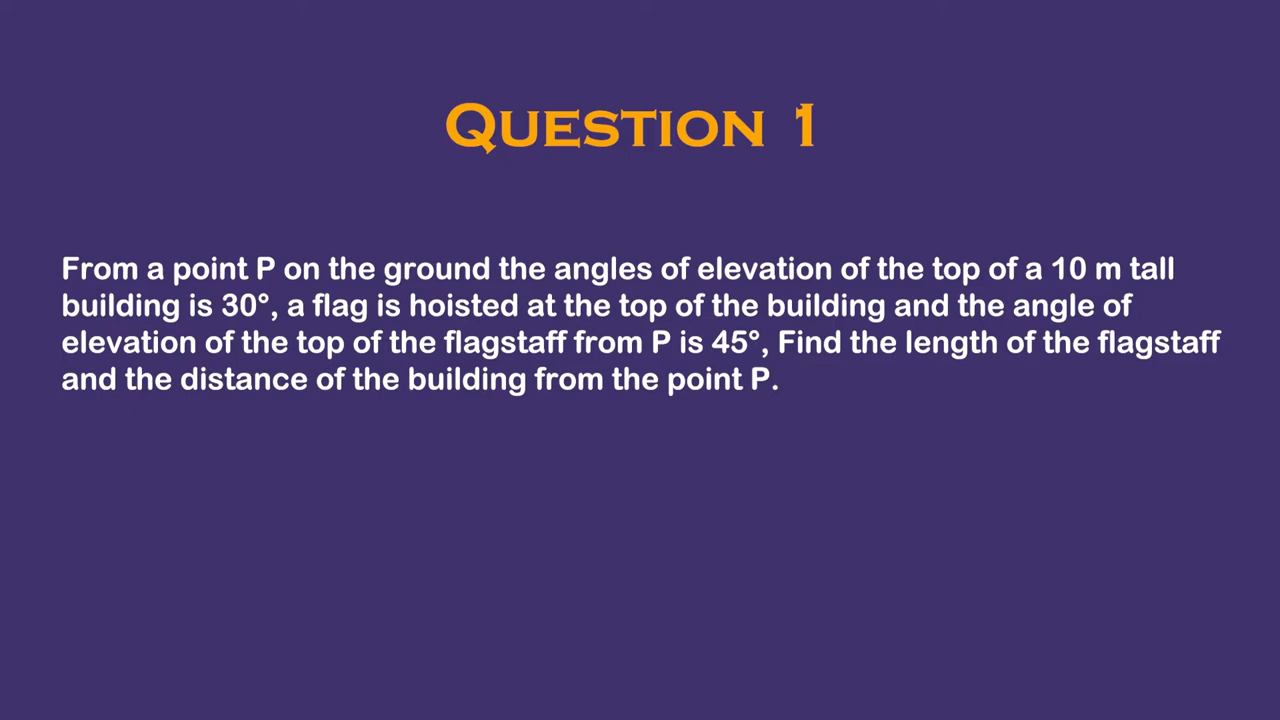 Question 1
From a point P on the ground the angles of elevation of the top of a 10 m tall
building is 30°, a flag is hoisted at the top of the building and the angle of
elevation of the top of the flagstaff from P is 45°, Find the length of the flagstaff
and the distance of the building from the point P.